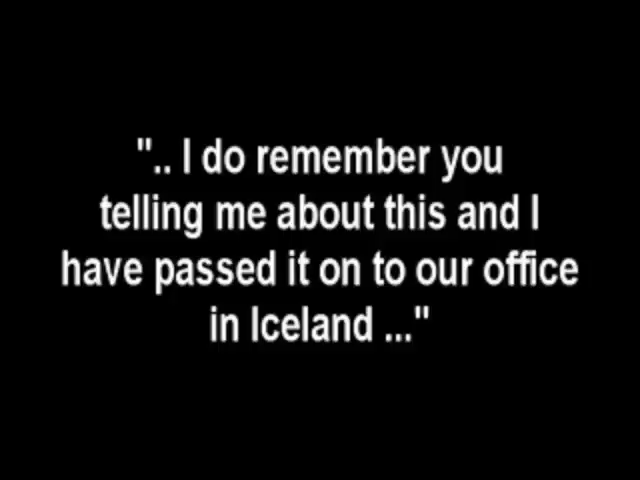 ".. I do remember you
telling me about this and I
have passed it on to our office
in Iceland ..."